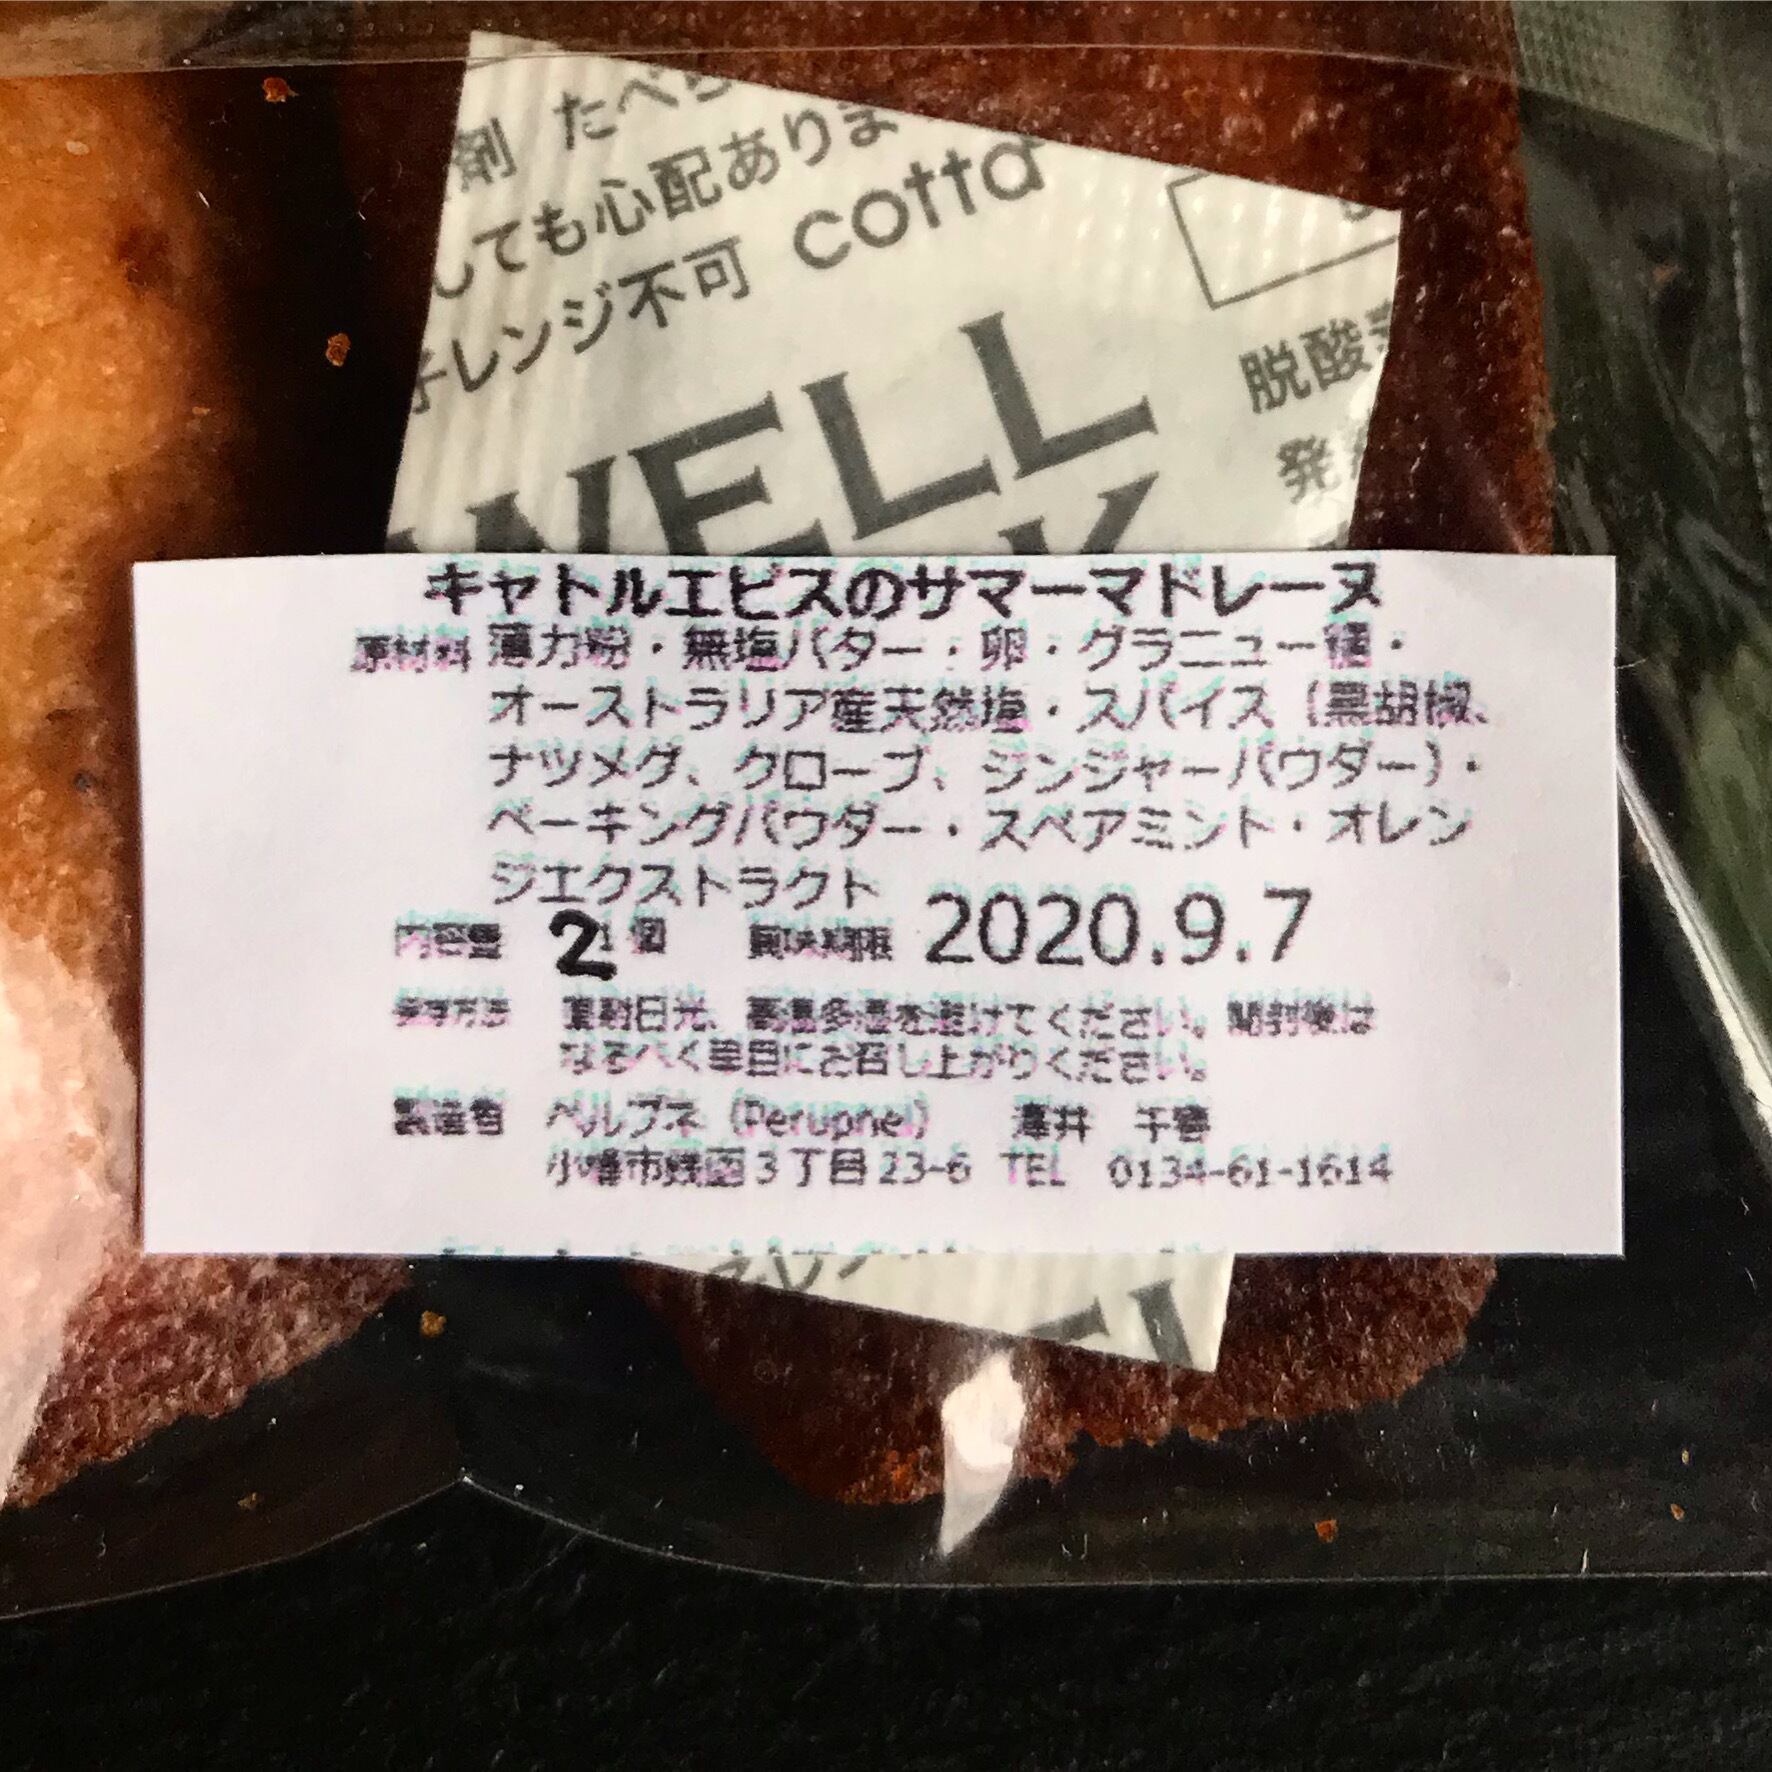 剤 たべら
しても心配ありま
子レンジ不可 cotta
WELL
脱酸素
発
キャトルエピスのサマーマドレーヌ
原材料 薄力粉・無塩バター・卵・グラニュー糖・
オーストラリア産天然塩・スパイス（黒胡椒、
ナツメグ、クローブ、ジンジャーパウダー）・
ベーキングパウダー・スペアミント・オレン
ジエクストラクト
内容量 2 1個 賞味期限 2020.9.7
保存方法 直射日光、高温多湿を避けてください。開封後は
なるべく早目にお召し上がりください。
製造者 ペルプネ（Perupnel） 澤井 千春
小樽市銭函3丁目23-6 TEL 0134-61-1614